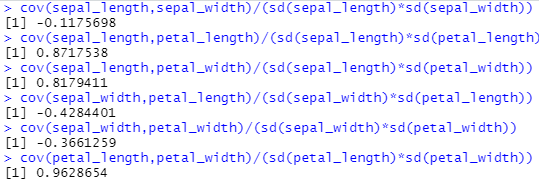 > cov(sepal_length,sepal_width)/(sd(sepal_length)*sd(sepal_width))
[1] -0.1175698
> cov(sepal_length,petal_length)/(sd(sepal_length)*sd(petal_length)
[1] 0.8717538
> cov(sepal_length,petal_width)/(sd(sepal_length)*sd(petal_width))
[1] 0.8179411
> cov(sepal_width,petal_length)/(sd(sepal_width)*sd(petal_length))
[1] -0.4284401
> cov(sepal_width,petal_width)/(sd(sepal_width)*sd(petal_width))
[1] -0.3661259
> cov(petal_length,petal_width)/(sd(petal_length)*sd(petal_width))
[1] 0.9628654